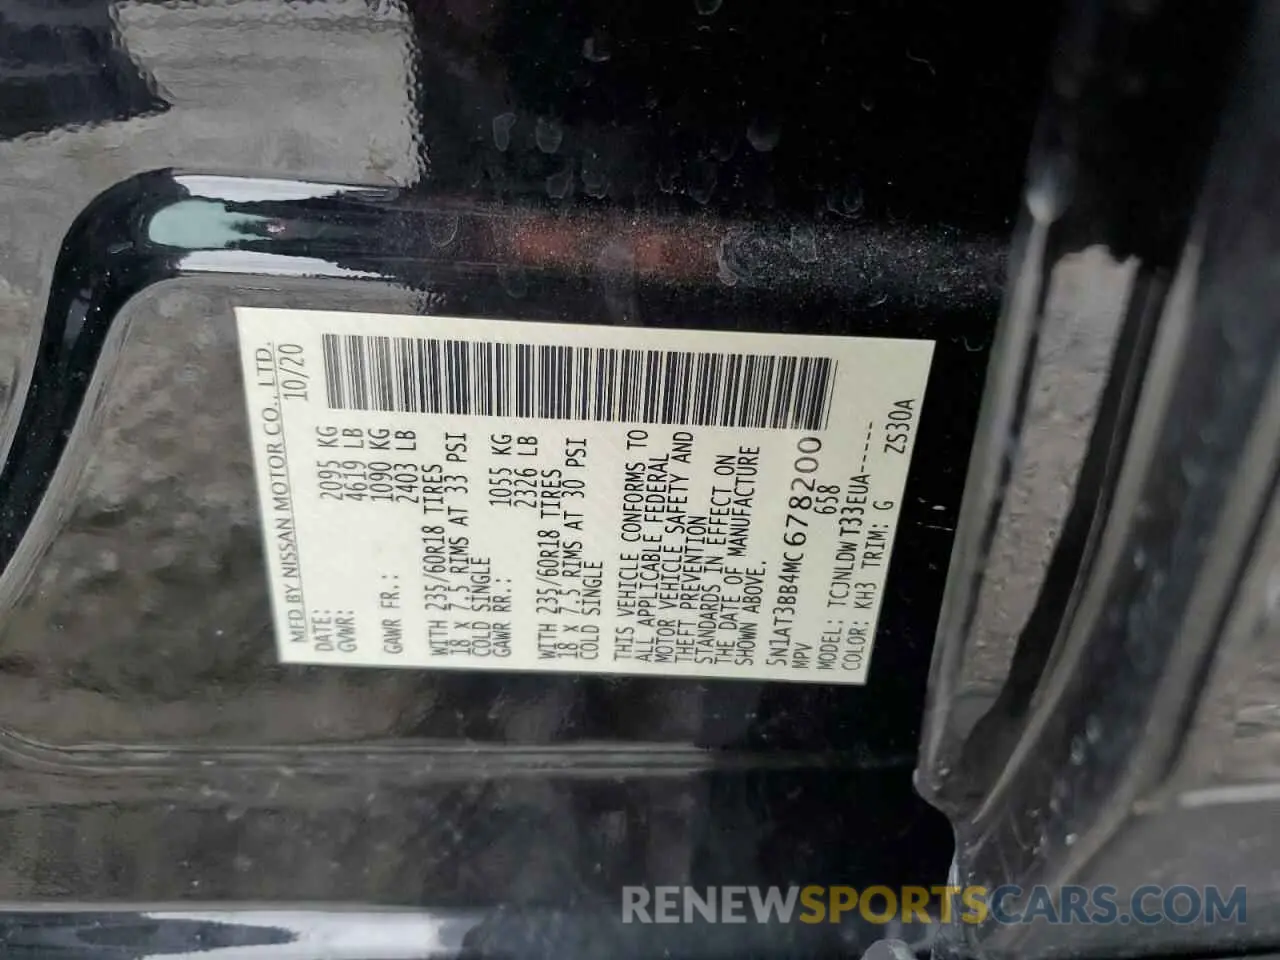 MFD BY NISSAN MOTOR CO., LTD.
DATE: 10/20
GVWR: 2095 KG
4619 LB
GAWR FR.: 1090 KG
2403 LB
WITH 235/60R18 TIRES
18 X 7.5 RIMS AT 33 PSI
COLD SINGLE
GAWR RR.: 1055 KG
2326 LB
WITH 235/60R18 TIRES
18 X 7.5 RIMS AT 30 PSI
COLD SINGLE
THIS VEHICLE CONFORMS TO
ALL APPLICABLE FEDERAL
MOTOR VEHICLE SAFETY AND
THEFT PREVENTION
STANDARDS IN EFFECT ON
THE DATE OF MANUFACTURE
SHOWN ABOVE.
5N1AT3BB4MC678200
MPV 658
MODEL: TCJNLDWT33EUA------
COLOR: KH3 TRIM: G ZS30A
RENEWSPORTSCARS.COM